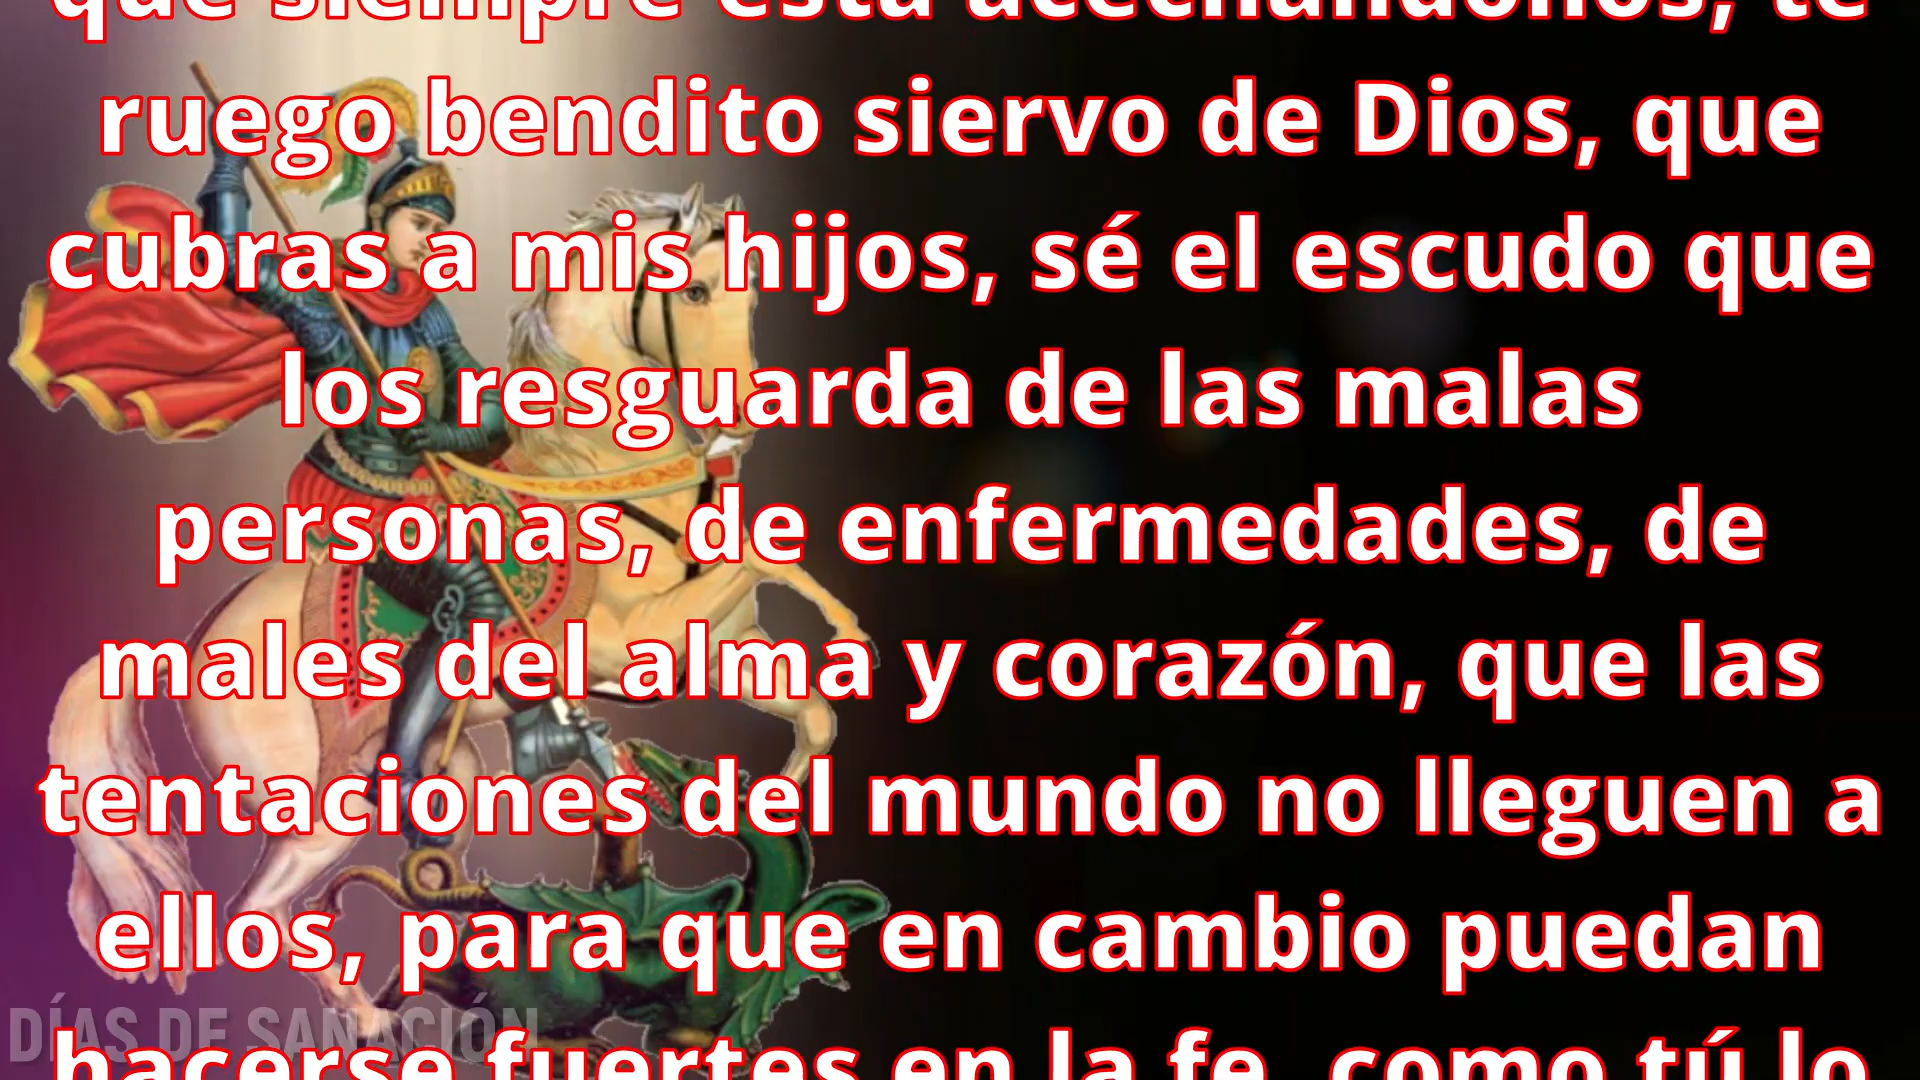 que siempre está acechándonos, te
ruego bendito siervo de Dios, que
cubras a mis hijos, sé el escudo que
los resguarda de las malas
personas, de enfermedades, de
males del alma y corazón, que las
tentaciones del mundo no lleguen a
ellos, para que en cambio puedan
hacerse fuertes en la fe, como tú lo
DÍAS DE SANACIÓN